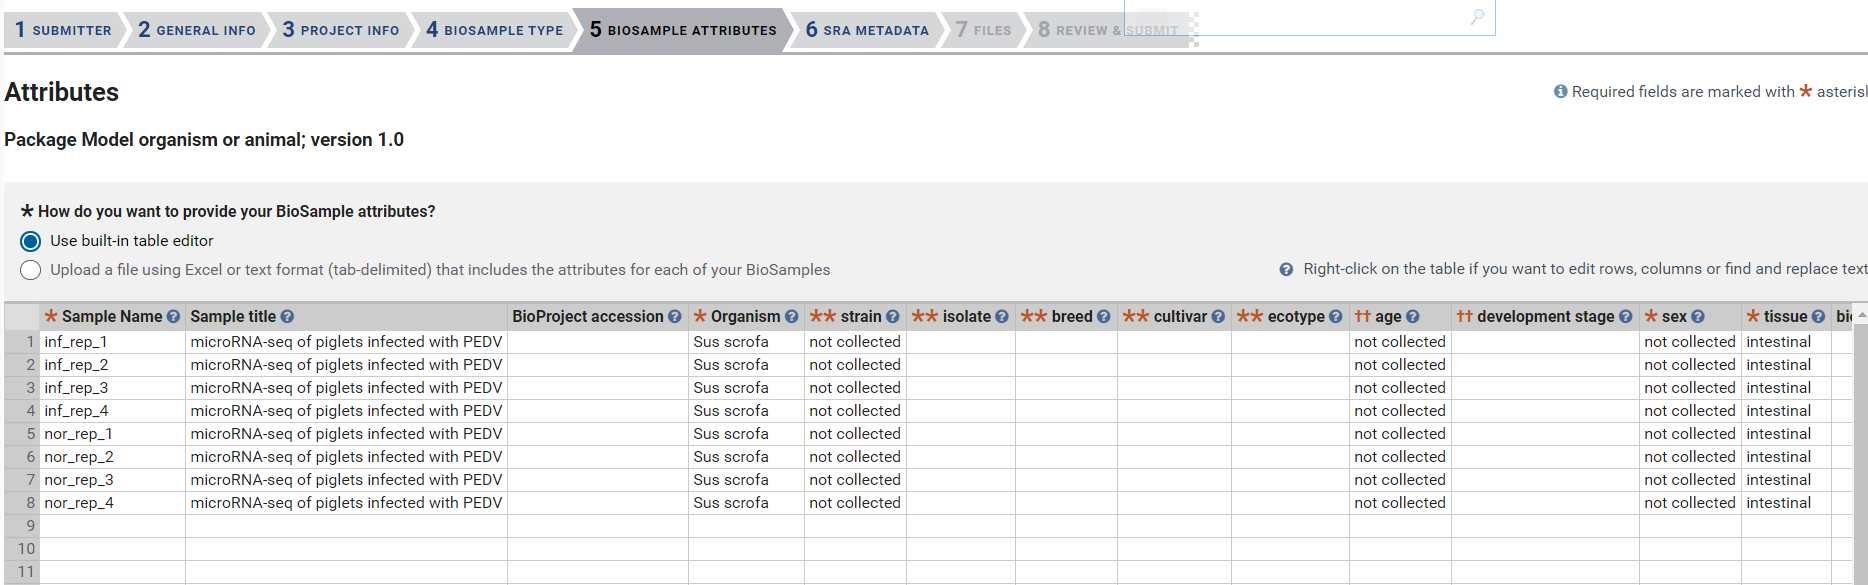 1 SUBMITTER 2 GENERAL INFO 3 PROJECT INFO 4 BIOSAMPLE TYPE 5 BIOSAMPLE ATTRIBUTES 6 SRA METADATA 7 FILES 8 REVIEW & SUBMIT
Attributes
Required fields are marked with * asterisk
Package Model organism or animal; version 1.0
* How do you want to provide your BioSample attributes?
Use built-in table editor
Upload a file using Excel or text format (tab-delimited) that includes the attributes for each of your BioSamples
? Right-click on the table if you want to edit rows, columns or find and replace text
* Sample Name ? Sample title ? BioProject accession ? * Organism ? ** strain ? ** isolate ? ** breed ? ** cultivar ? ** ecotype ? †† age ? †† development stage ? * sex ? * tissue ? bio
1 inf_rep_1 microRNA-seq of piglets infected with PEDV Sus scrofa not collected not collected not collected intestinal
2 inf_rep_2 microRNA-seq of piglets infected with PEDV Sus scrofa not collected not collected not collected intestinal
3 inf_rep_3 microRNA-seq of piglets infected with PEDV Sus scrofa not collected not collected not collected intestinal
4 inf_rep_4 microRNA-seq of piglets infected with PEDV Sus scrofa not collected not collected not collected intestinal
5 nor_rep_1 microRNA-seq of piglets infected with PEDV Sus scrofa not collected not collected not collected intestinal
6 nor_rep_2 microRNA-seq of piglets infected with PEDV Sus scrofa not collected not collected not collected intestinal
7 nor_rep_3 microRNA-seq of piglets infected with PEDV Sus scrofa not collected not collected not collected intestinal
8 nor_rep_4 microRNA-seq of piglets infected with PEDV Sus scrofa not collected not collected not collected intestinal
9
10
11